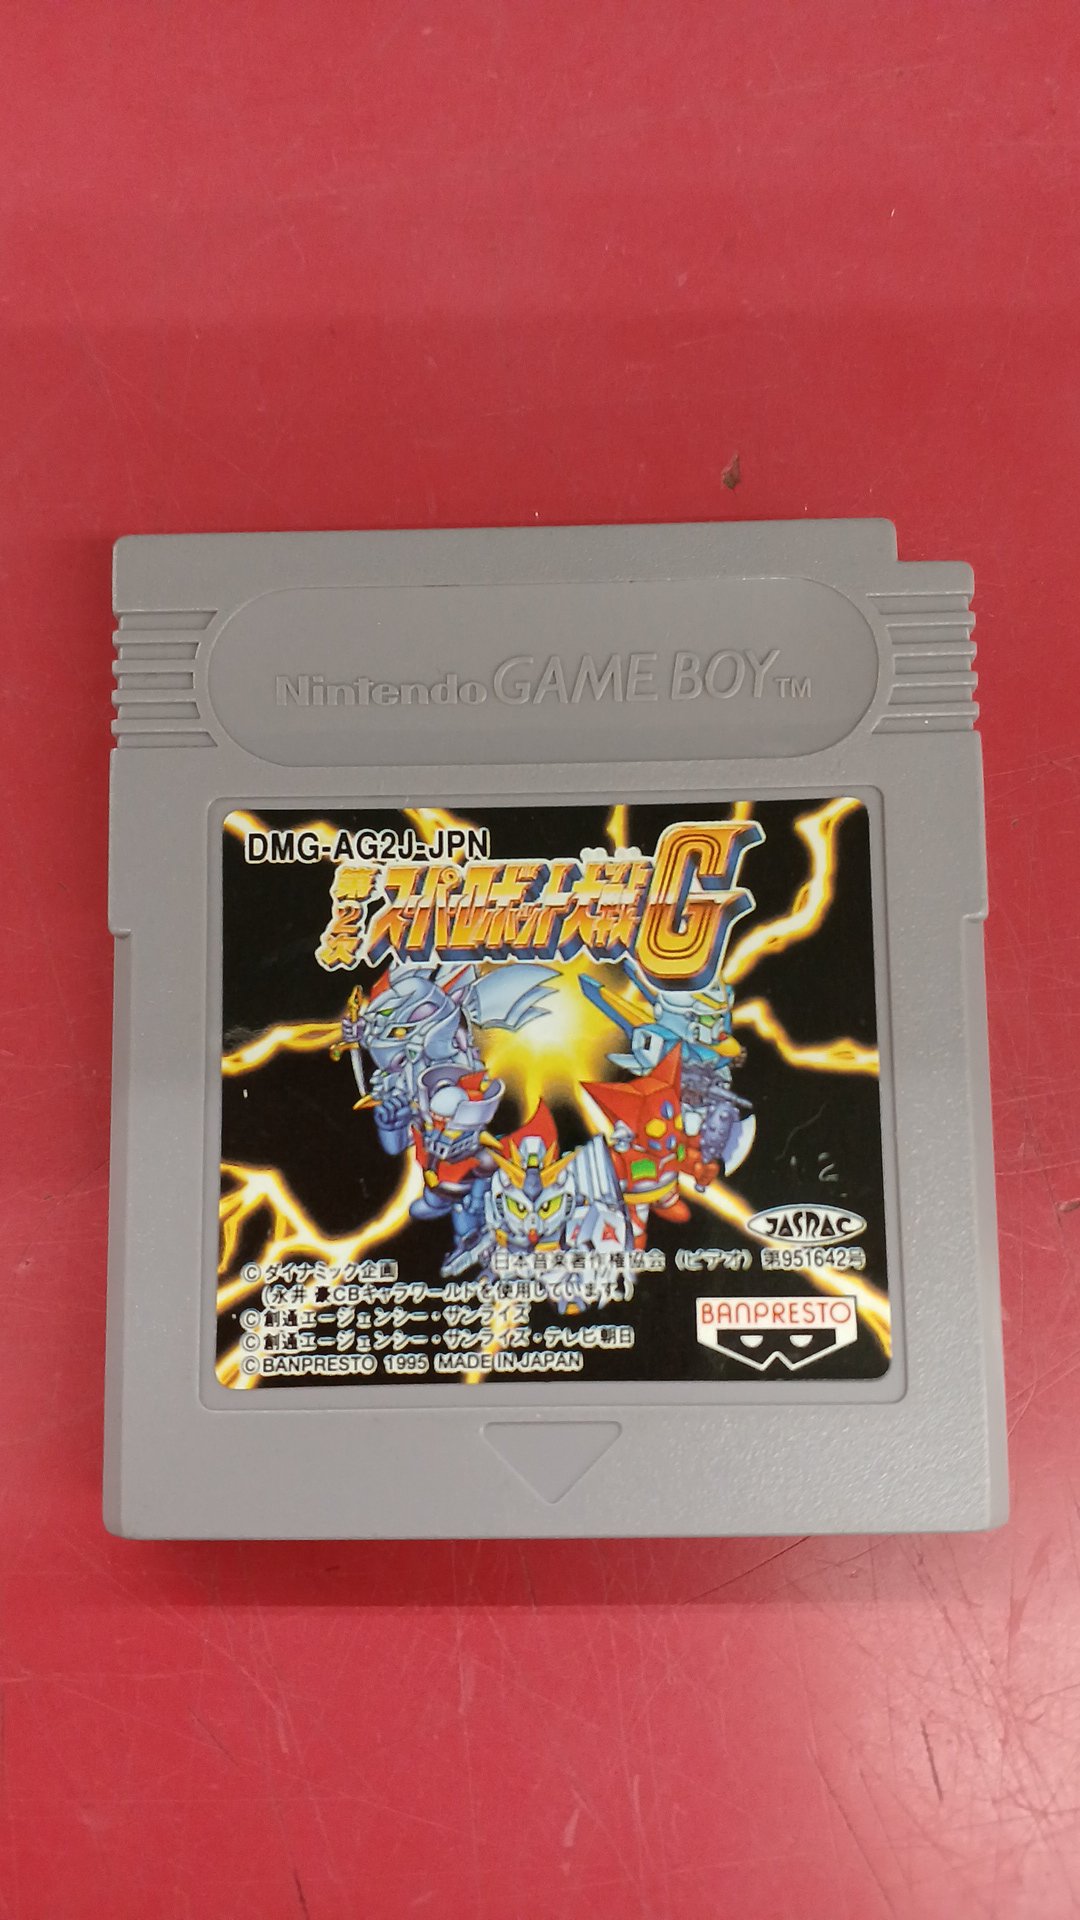 Nintendo GAME BOY™
DMG-AG2J-JPN
第2次
スーパーロボット大戦G
JASRAC
日本音楽著作権協会(ビデオ)第951642号
©ダイナミック企画
(永井 豪CBキャラワールドを使用しています。)
©創通エージェンシー・サンライズ
©創通エージェンシー・サンライズ・テレビ朝日
©BANPRESTO 1995 MADE IN JAPAN
BANPRESTO